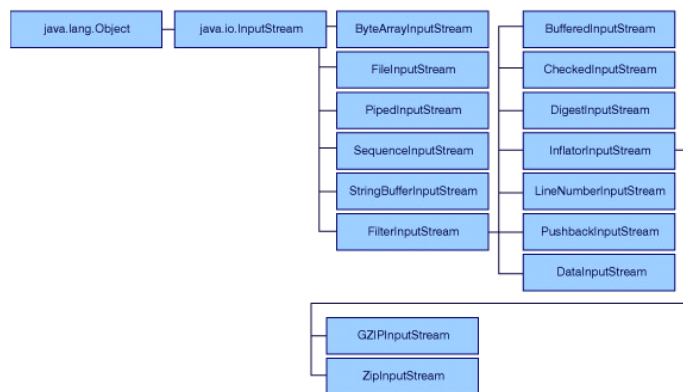 java.lang.Object
java.io.InputStream
ByteArrayInputStream
FileInputStream
PipedInputStream
SequenceInputStream
StringBufferInputStream
FilterInputStream
BufferedInputStream
CheckedInputStream
DigestInputStream
InflatorInputStream
LineNumberInputStream
PushbackInputStream
DataInputStream
GZIPInputStream
ZipInputStream